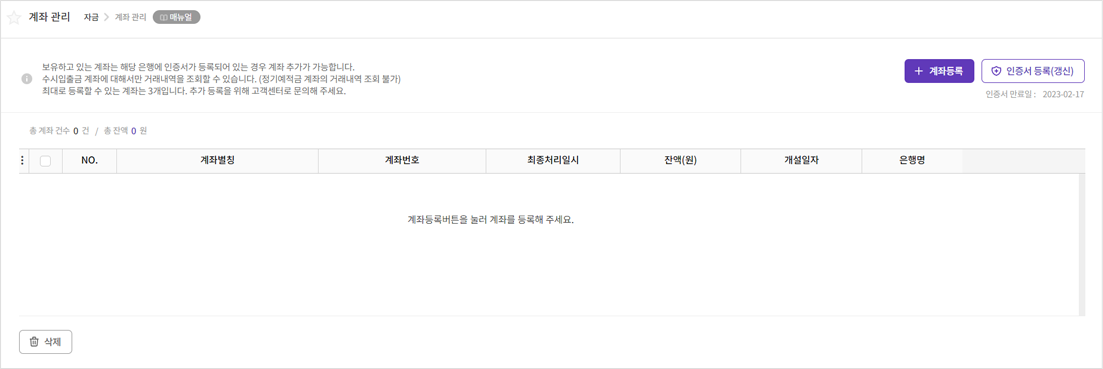 계좌 관리 자금 > 계좌 관리 매뉴얼
보유하고 있는 계좌는 해당 은행에 인증서가 등록되어 있는 경우 계좌 추가가 가능합니다.
수시입출금 계좌에 대해서만 거래내역을 조회할 수 있습니다. (정기예적금 계좌의 거래내역 조회 불가)
최대로 등록할 수 있는 계좌는 3개입니다. 추가 등록을 위해 고객센터로 문의해 주세요.
+ 계좌등록 인증서 등록(갱신)
인증서 만료일 : 2023-02-17
총 계좌 건수 0 건 / 총 잔액 0 원
NO. 계좌별칭 계좌번호 최종처리일시 잔액(원) 개설일자 은행명
계좌등록버튼을 눌러 계좌를 등록해 주세요.
삭제